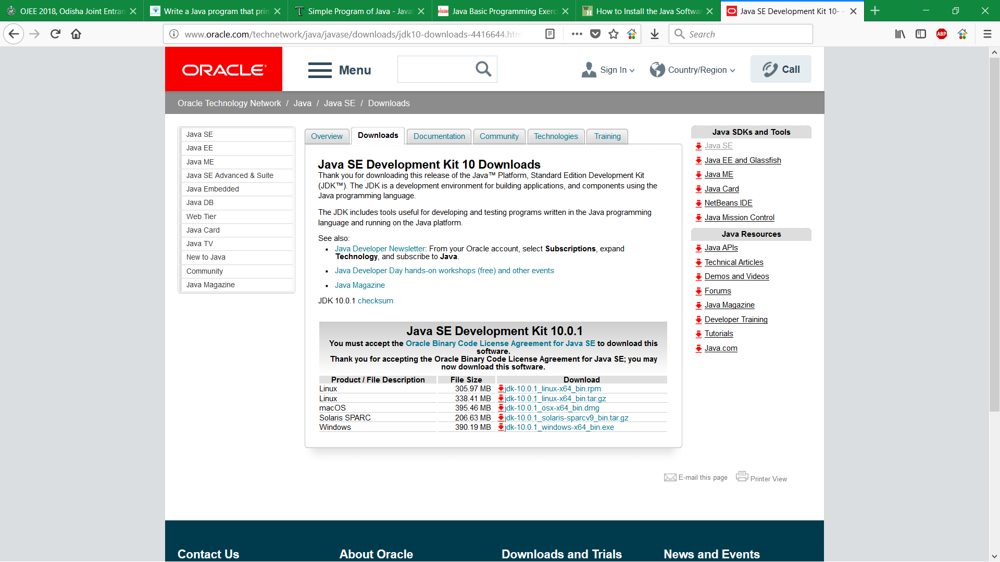 OJEE 2018, Odisha Joint Entran
Write a Java program that prin
Simple Program of Java - Java
Java Basic Programming Exerci
How to Install the Java Softwar
Java SE Development Kit 10-
www.oracle.com/technetwork/java/javase/downloads/jdk10-downloads-4416644.htm
Search
ABP
ORACLE
Menu
Sign In
Country/Region
Call
Oracle Technology Network / Java / Java SE / Downloads
Java SE
Java EE
Java ME
Java SE Advanced & Suite
Java Embedded
Java DB
Web Tier
Java Card
Java TV
New to Java
Community
Java Magazine
Overview
Downloads
Documentation
Community
Technologies
Training
Java SE Development Kit 10 Downloads
Thank you for downloading this release of the Java™ Platform, Standard Edition Development Kit
(JDK™). The JDK is a development environment for building applications, and components using the
Java programming language.
The JDK includes tools useful for developing and testing programs written in the Java programming
language and running on the Java platform.
See also:
Java Developer Newsletter: From your Oracle account, select Subscriptions, expand
Technology, and subscribe to Java.
Java Developer Day hands-on workshops (free) and other events
Java Magazine
JDK 10.0.1 checksum
Java SE Development Kit 10.0.1
You must accept the Oracle Binary Code License Agreement for Java SE to download this
software.
Thank you for accepting the Oracle Binary Code License Agreement for Java SE; you may
now download this software.
Product / File Description File Size Download
Linux 305.97 MB jdk-10.0.1_linux-x64_bin.rpm
Linux 338.41 MB jdk-10.0.1_linux-x64_bin.tar.gz
macOS 395.46 MB jdk-10.0.1_osx-x64_bin.dmg
Solaris SPARC 206.63 MB jdk-10.0.1_solaris-sparcv9_bin.tar.gz
Windows 390.19 MB jdk-10.0.1_windows-x64_bin.exe
Java SDKs and Tools
Java SE
Java EE and Glassfish
Java ME
Java Card
NetBeans IDE
Java Mission Control
Java Resources
Java APIs
Technical Articles
Demos and Videos
Forums
Java Magazine
Developer Training
Tutorials
Java.com
E-mail this page
Printer View
Contact Us
About Oracle
Downloads and Trials
News and Events